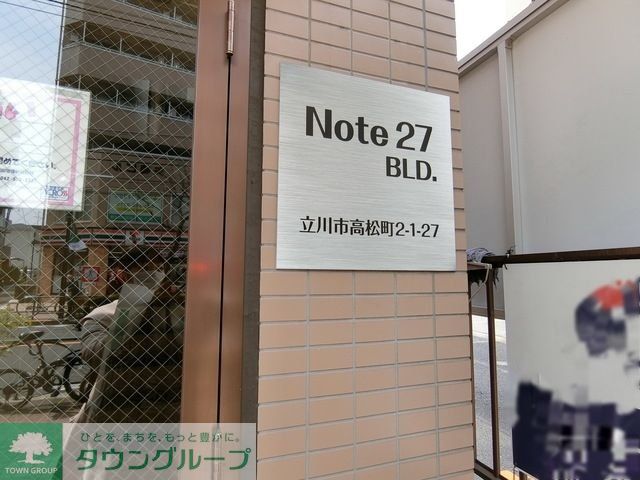 Note 27
BLD.
立川市高松町2-1-27
ひとを、まちを、もっと豊かに。
タウングループ
TOWN GROUP